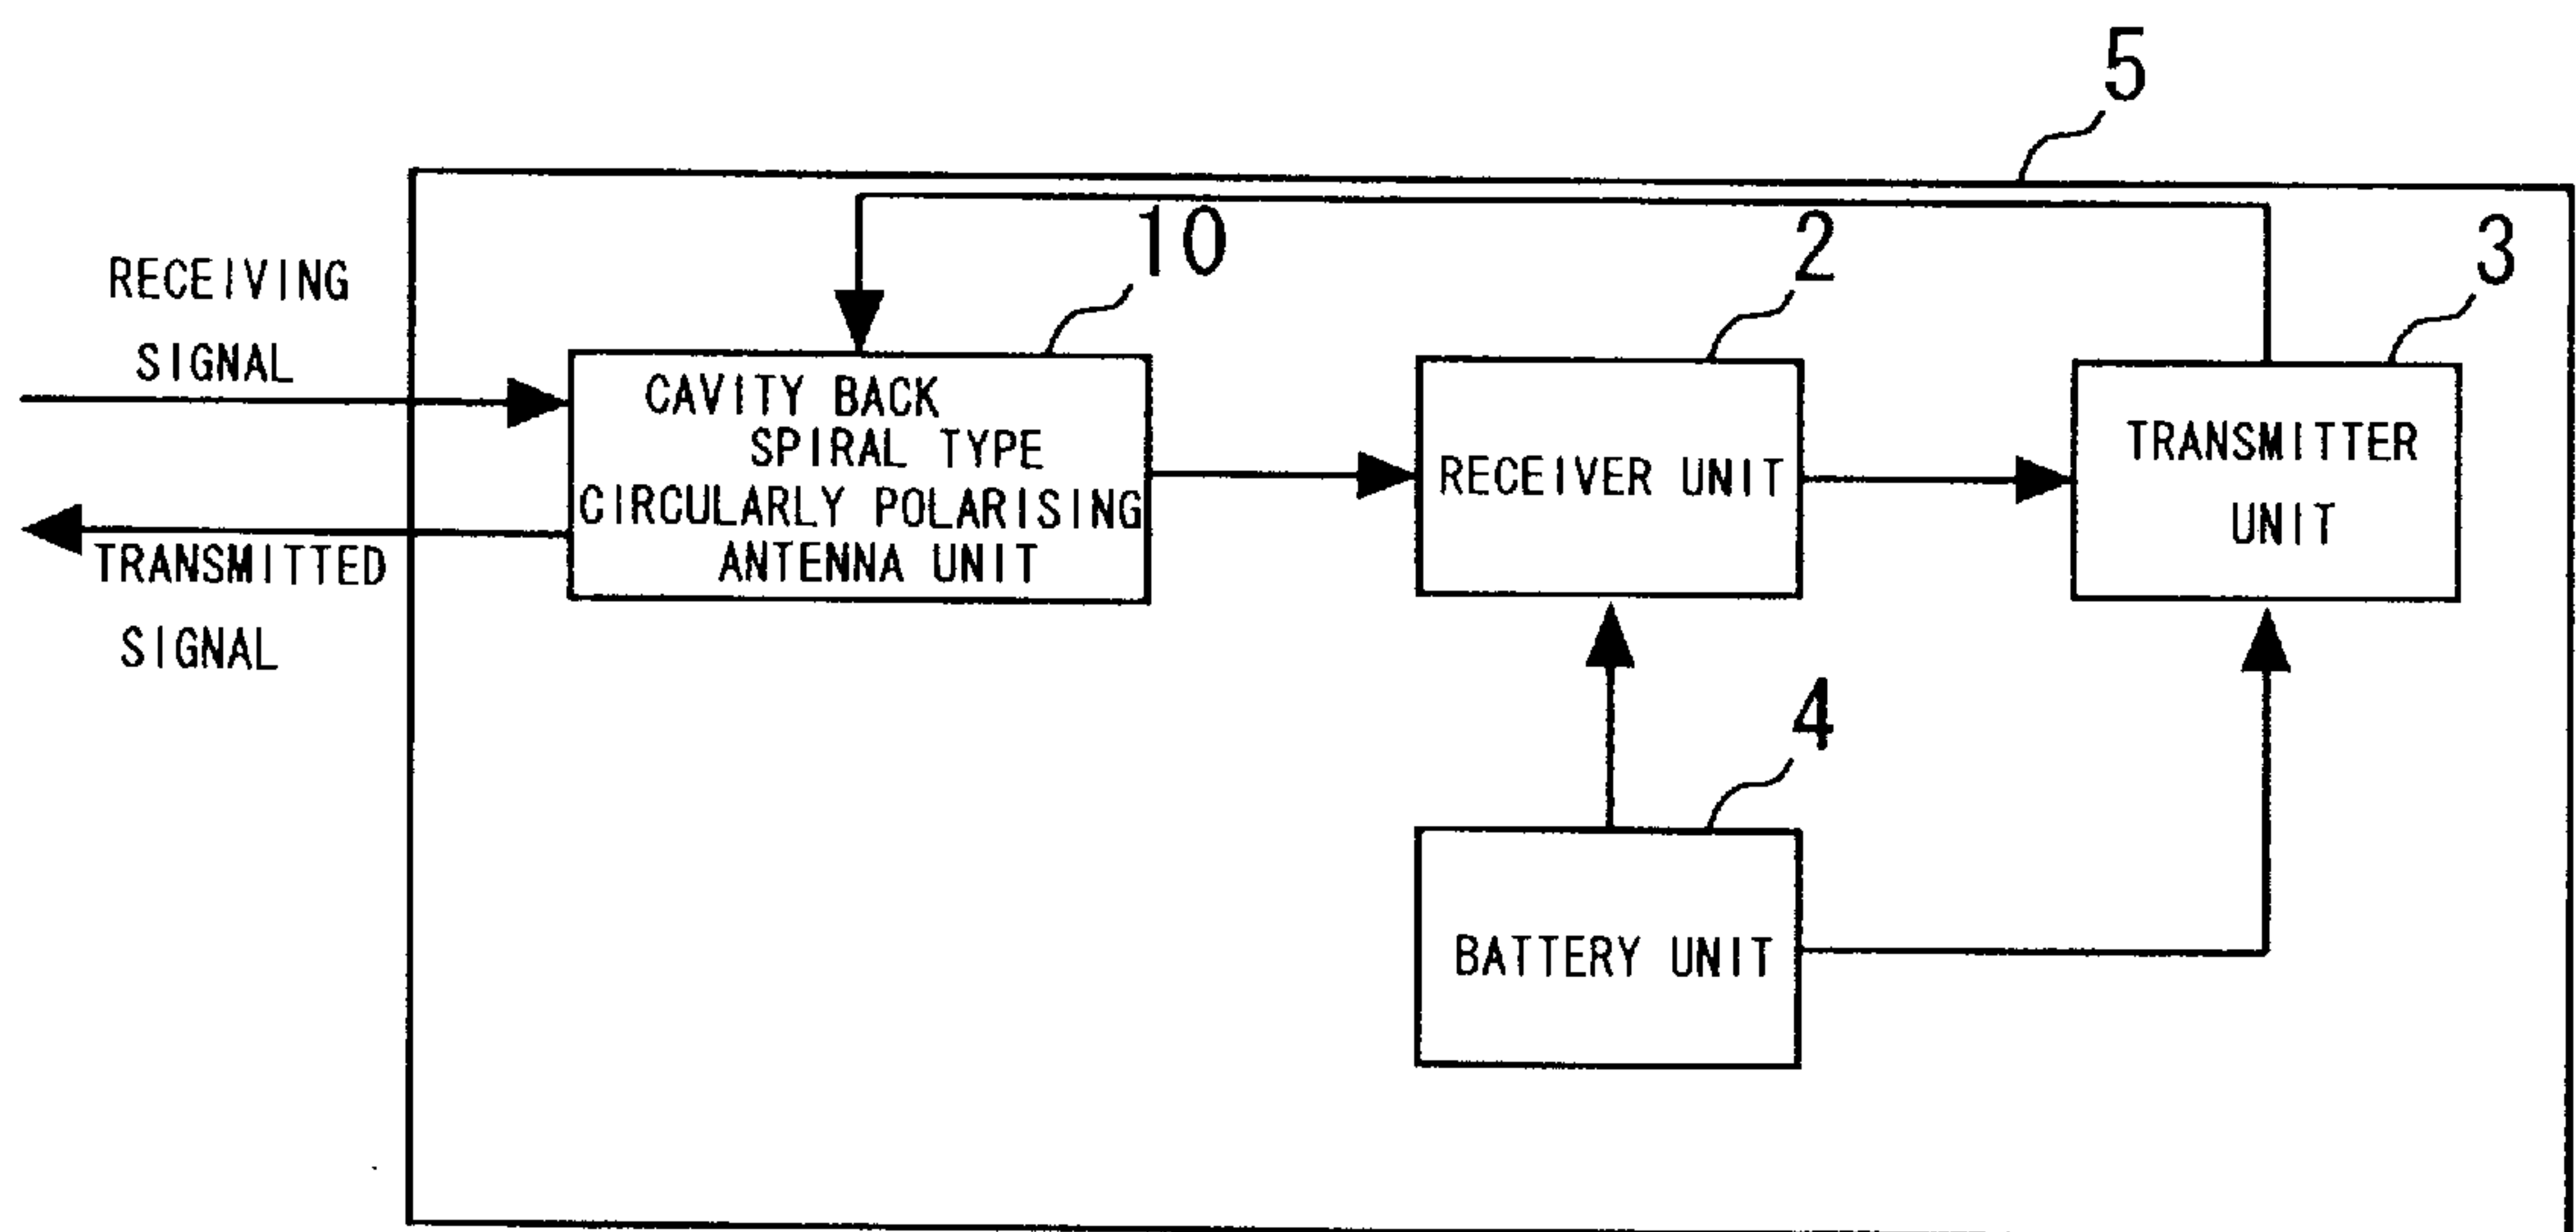 5
10
2
3
RECEIVING
SIGNAL
CAVITY BACK
SPIRAL TYPE
CIRCULARLY POLARISING
ANTENNA UNIT
RECEIVER UNIT
TRANSMITTER
UNIT
TRANSMITTED
SIGNAL
4
BATTERY UNIT